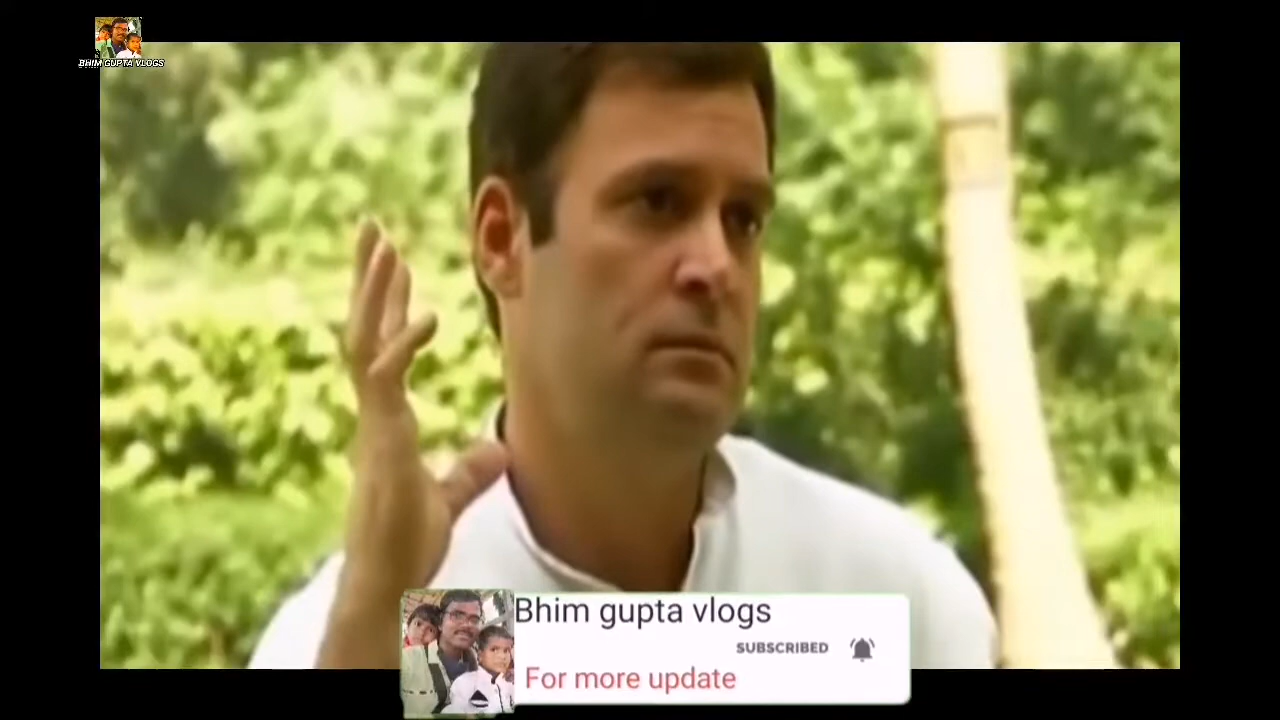 BHIM GUPTA VLOGS
Bhim gupta vlogs
SUBSCRIBED
For more update